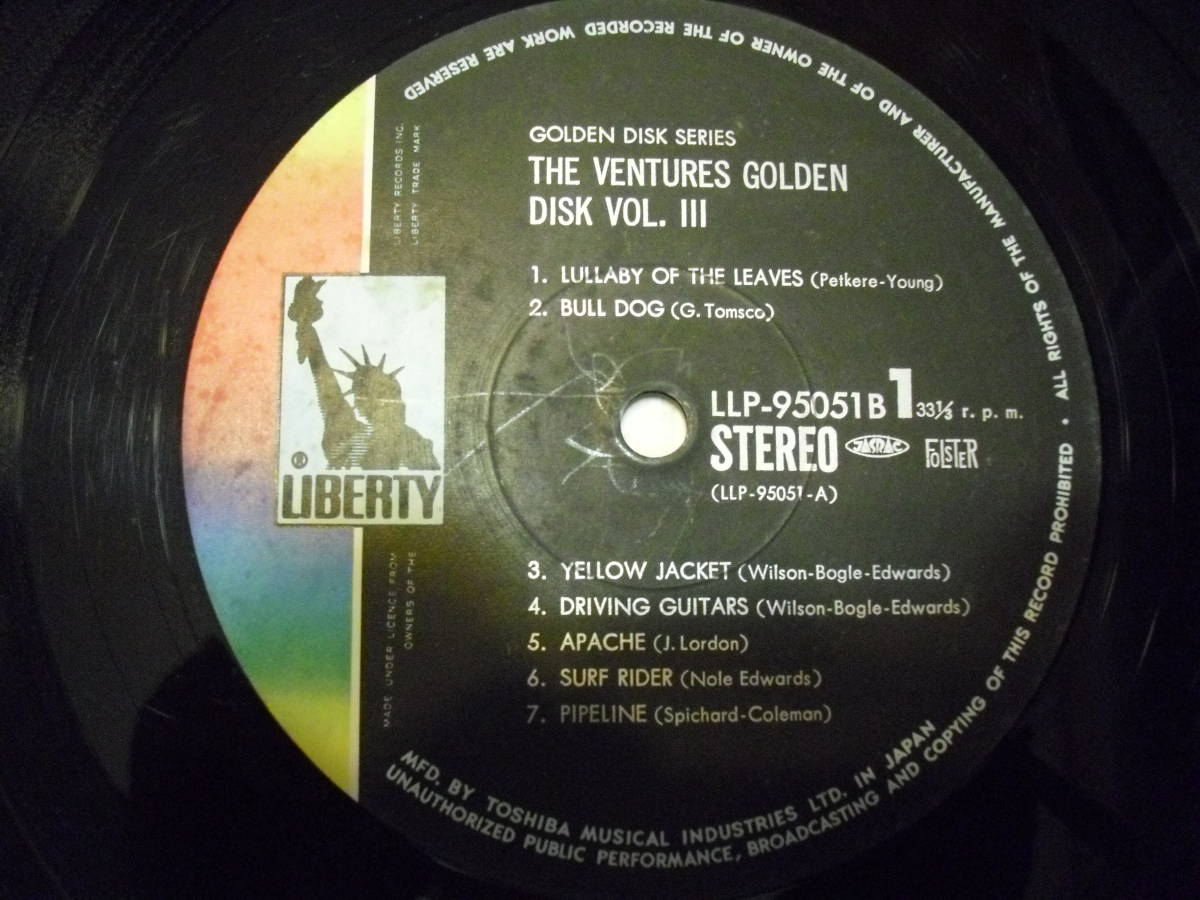 GOLDEN DISK SERIES
THE VENTURES GOLDEN
DISK VOL. III
1. LULLABY OF THE LEAVES (Petkere-Young)
2. BULL DOG (G. Tomsco)
LLP-95051B 1 33⅓ r. p. m.
STEREO JASRAC FOLSTER
(LLP-95051-A)
3. YELLOW JACKET (Wilson-Bogle-Edwards)
4. DRIVING GUITARS (Wilson-Bogle-Edwards)
5. APACHE (J. Lordon)
6. SURF RIDER (Nole Edwards)
7. PIPELINE (Spichard-Coleman)
®
LIBERTY
LIBERTY RECORDS INC.
LIBERTY TRADE MARK
MADE UNDER LICENCE FROM
OWNERS OF THE
MFD. BY TOSHIBA MUSICAL INDUSTRIES LTD. IN JAPAN
UNAUTHORIZED PUBLIC PERFORMANCE, BROADCASTING AND COPYING OF THIS RECORD PROHIBITED • ALL RIGHTS OF THE MANUFACTURER AND OF THE OWNER OF THE RECORDED WORK ARE RESERVED